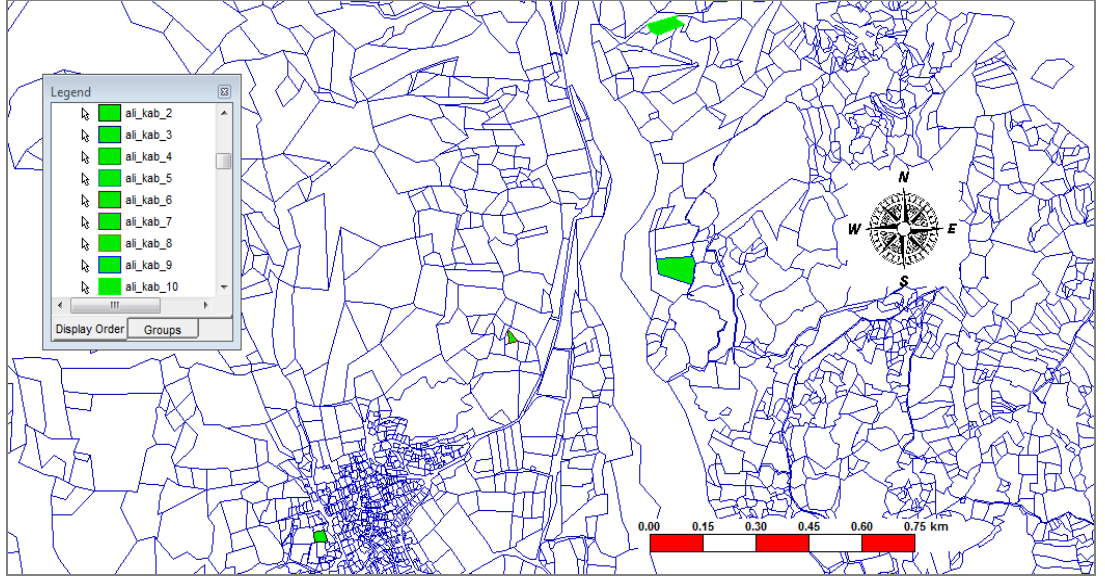 Legend
ali_kab_2
ali_kab_3
ali_kab_4
ali_kab_5
ali_kab_6
ali_kab_7
ali_kab_8
ali_kab_9
ali_kab_10
Display Order Groups
N
W E
S
0.00 0.15 0.30 0.45 0.60 0.75 km